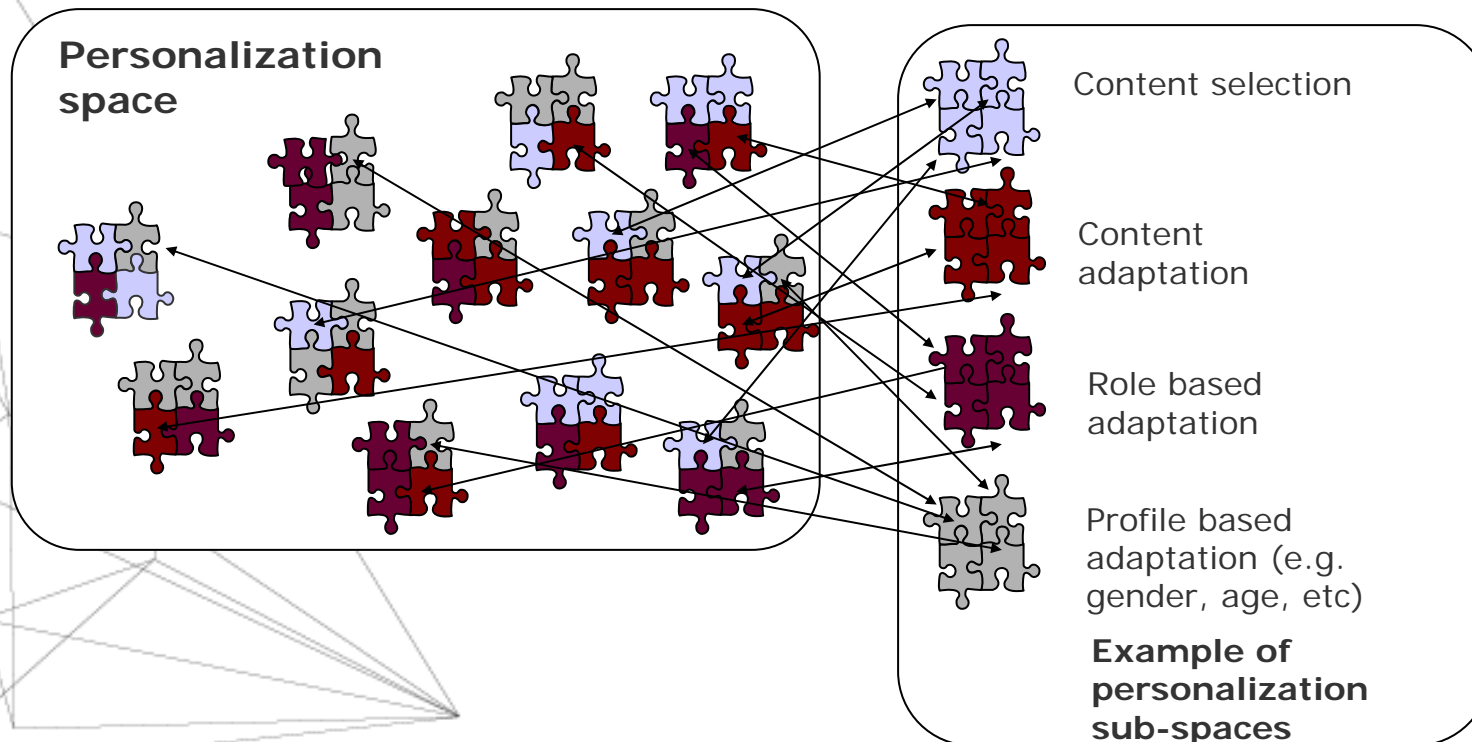 Personalization
space
Content selection
Content
adaptation
Role based
adaptation
Profile based
adaptation (e.g.
gender, age, etc)
Example of
personalization
sub-spaces